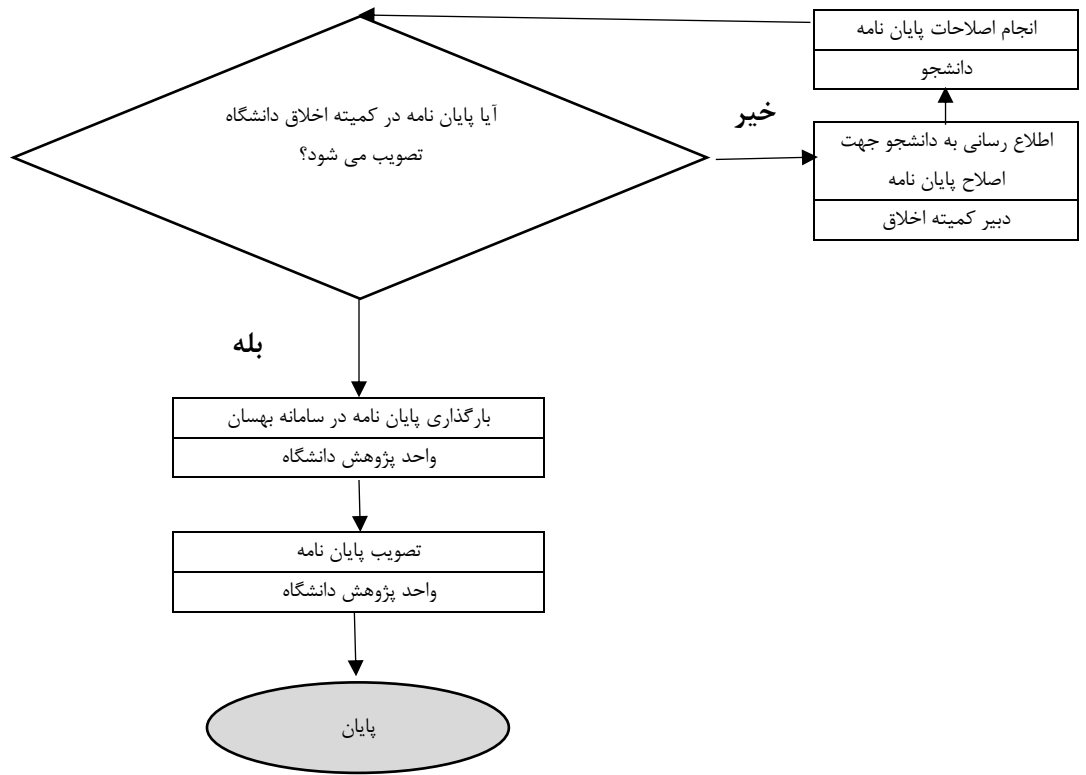 انجام اصلاحات پایان نامه
دانشجو
آیا پایان نامه در کمیته اخلاق دانشگاه
تصویب می شود؟
خیر
اطلاع رسانی به دانشجو جهت
اصلاح پایان نامه
دبیر کمیته اخلاق
بله
بارگذاری پایان نامه در سامانه بهسان
واحد پژوهش دانشگاه
تصویب پایان نامه
واحد پژوهش دانشگاه
پایان